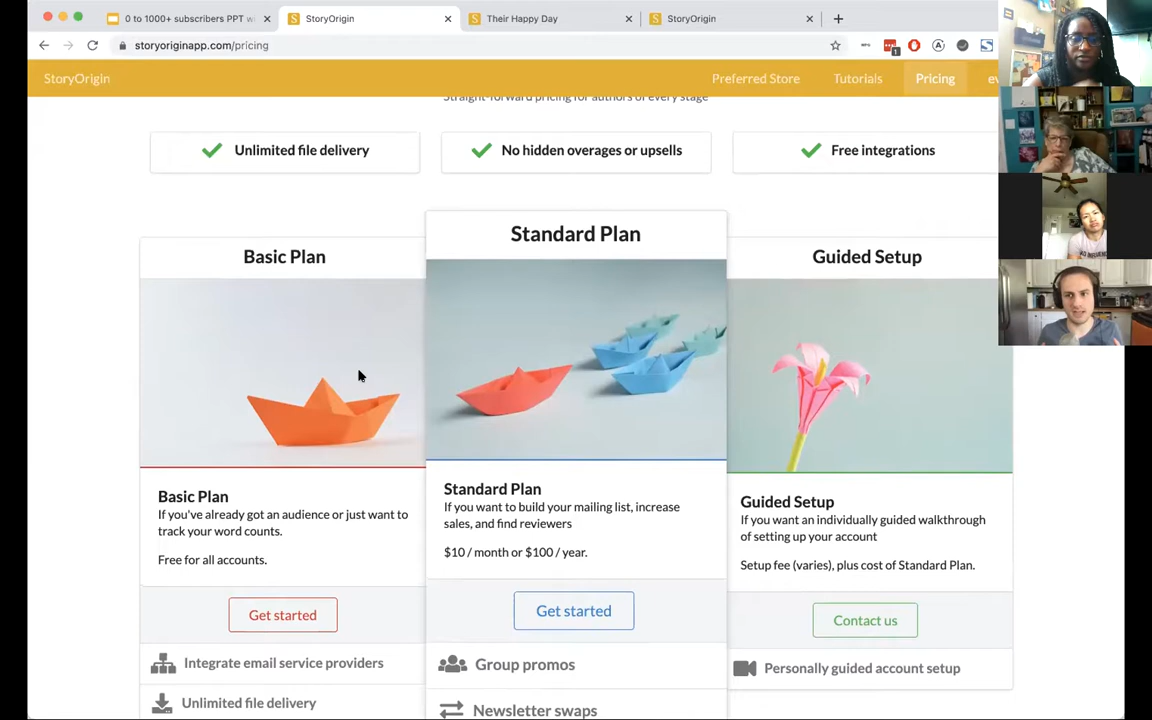 0 to 1000+ subscribers PPT w
StoryOrigin
Their Happy Day
StoryOrigin
storyoriginapp.com/pricing
StoryOrigin
Preferred Store
Tutorials
Pricing
Straight-forward pricing for authors of every stage
Unlimited file delivery
No hidden overages or upsells
Free integrations
Basic Plan
Standard Plan
Guided Setup
Basic Plan
If you've already got an audience or just want to
track your word counts.
Free for all accounts.
Get started
Integrate email service providers
Unlimited file delivery
Standard Plan
If you want to build your mailing list, increase
sales, and find reviewers
$10 / month or $100 / year.
Get started
Group promos
Newsletter swaps
Guided Setup
If you want an individually guided walkthrough
of setting up your account
Setup fee (varies), plus cost of Standard Plan.
Contact us
Personally guided account setup